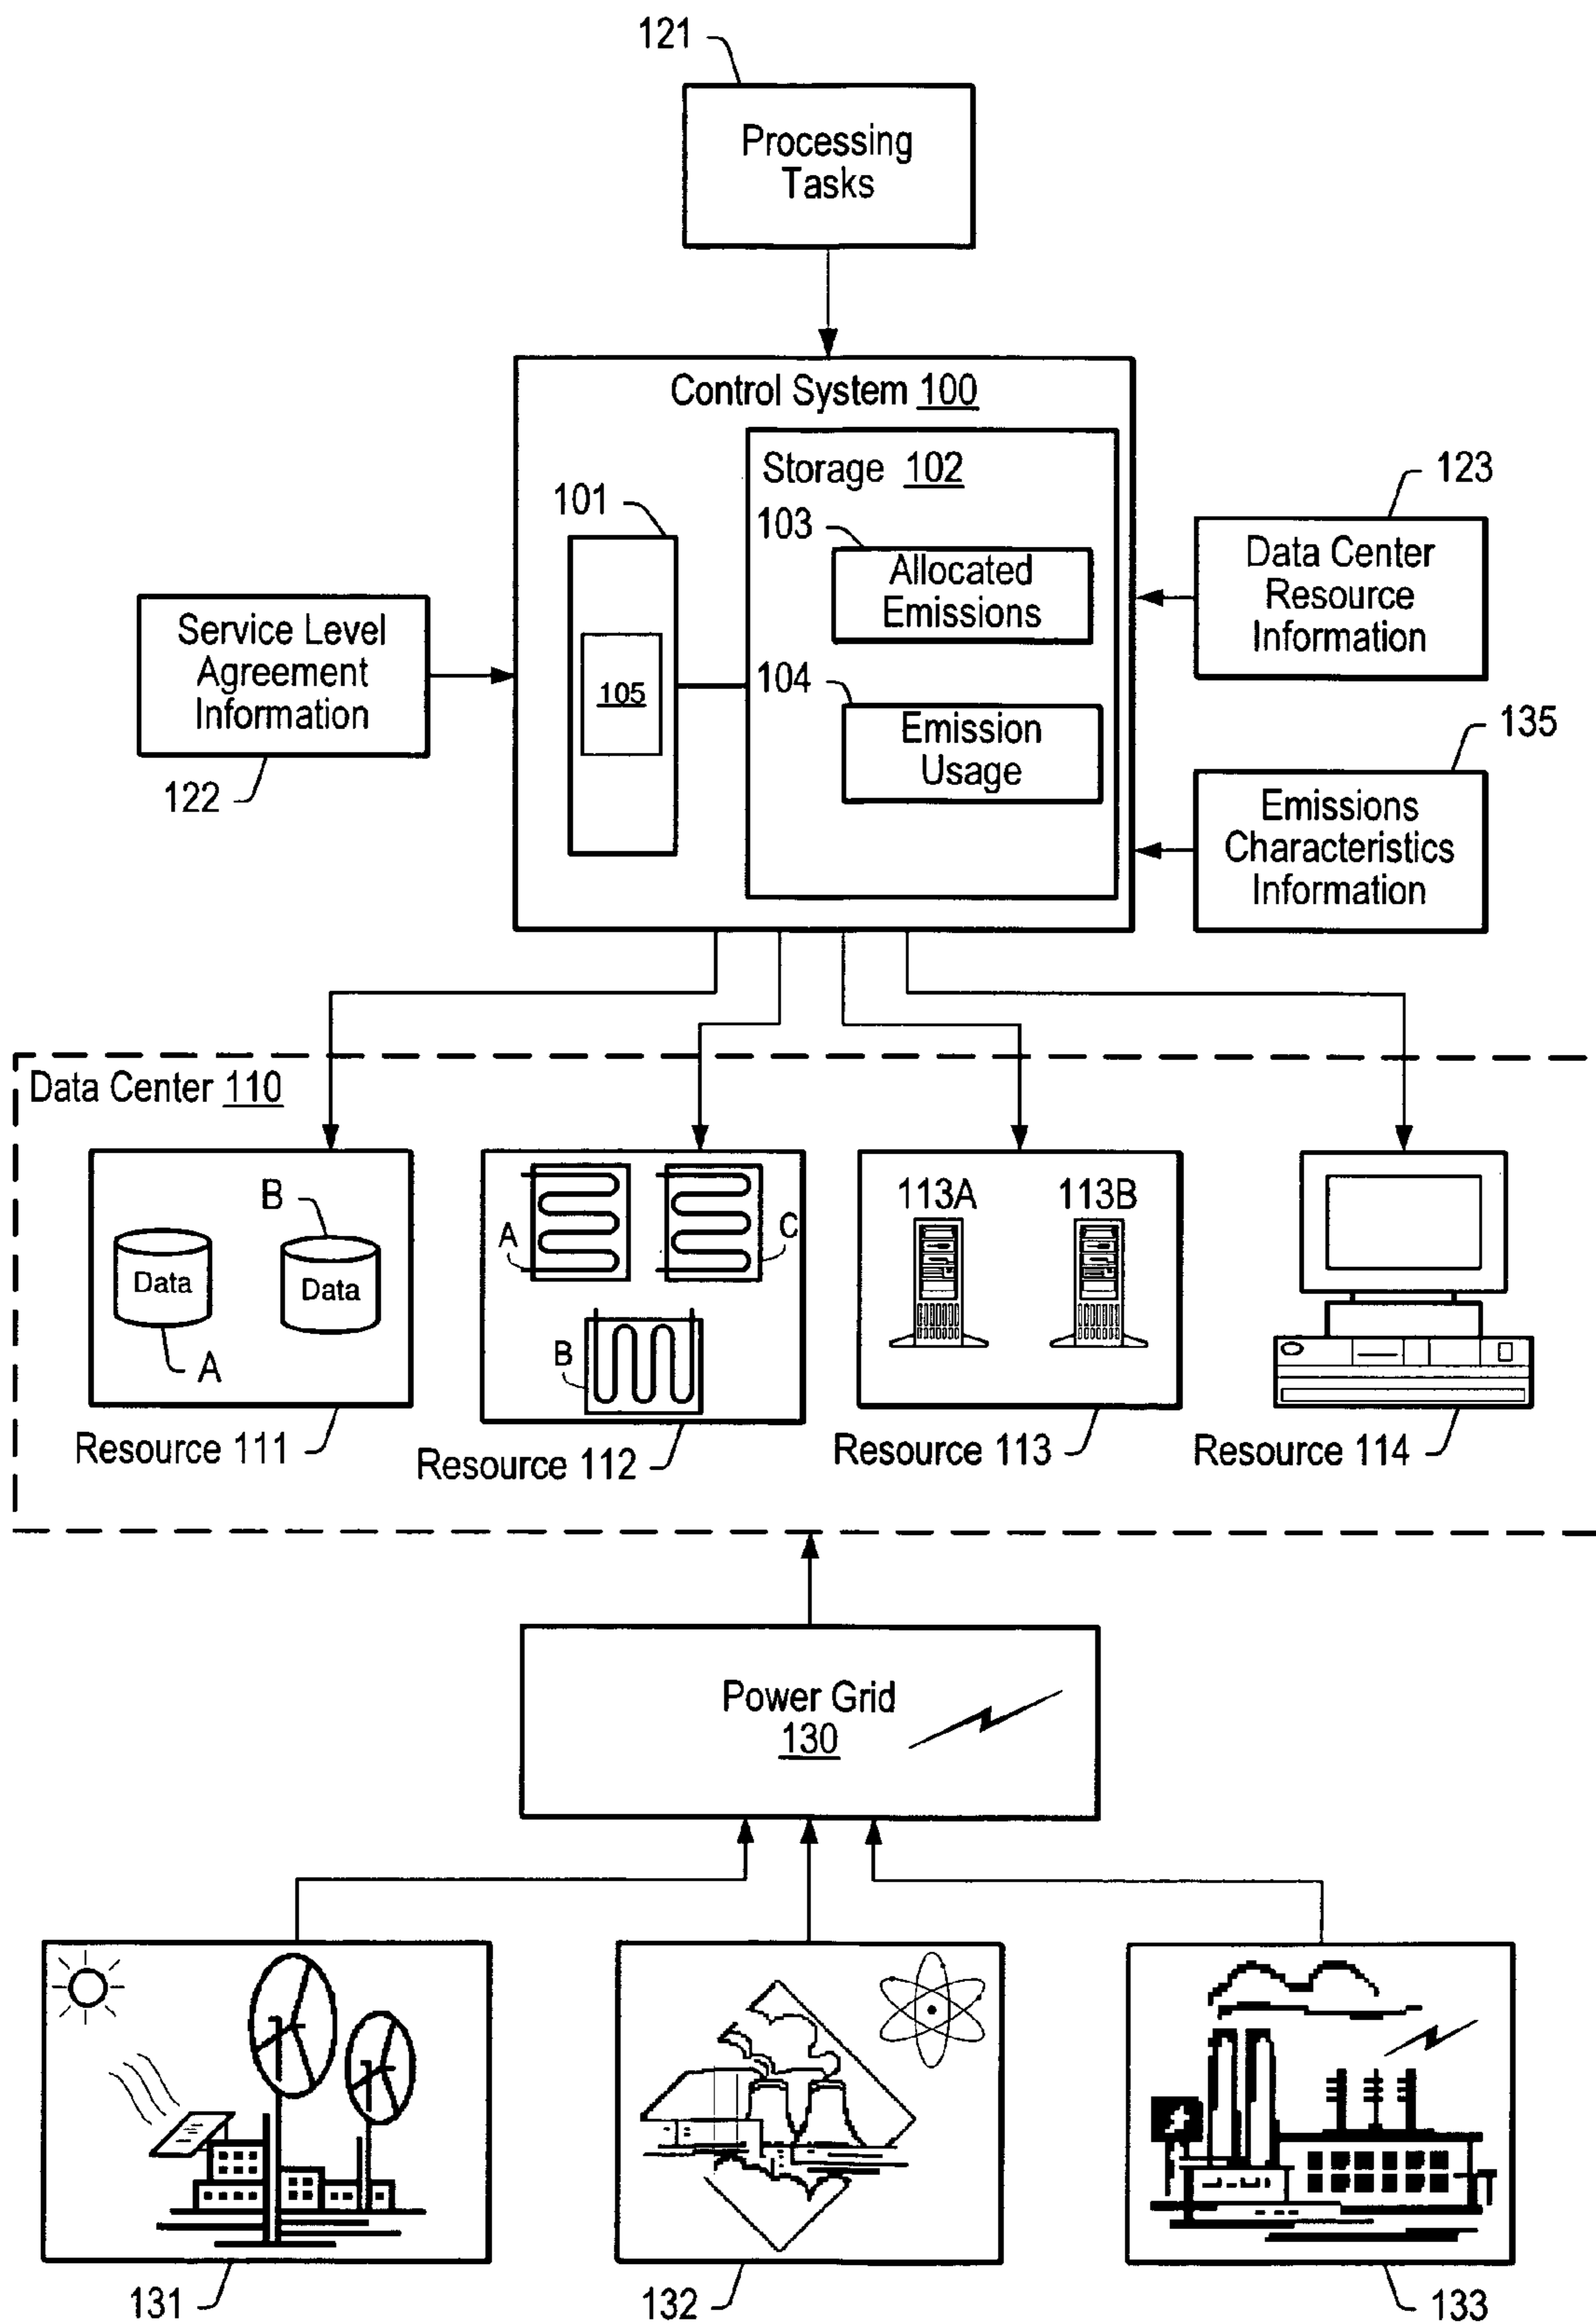 121
Processing
Tasks
Control System 100
Storage 102
101
103
Allocated
Emissions
104
Emission
Usage
105
123
Data Center
Resource
Information
Service Level
Agreement
Information
122
135
Emissions
Characteristics
Information
Data Center 110
B
Data
Data
A
Resource 111
A
C
B
Resource 112
113A
113B
Resource 113
Resource 114
Power Grid
130
131
132
133